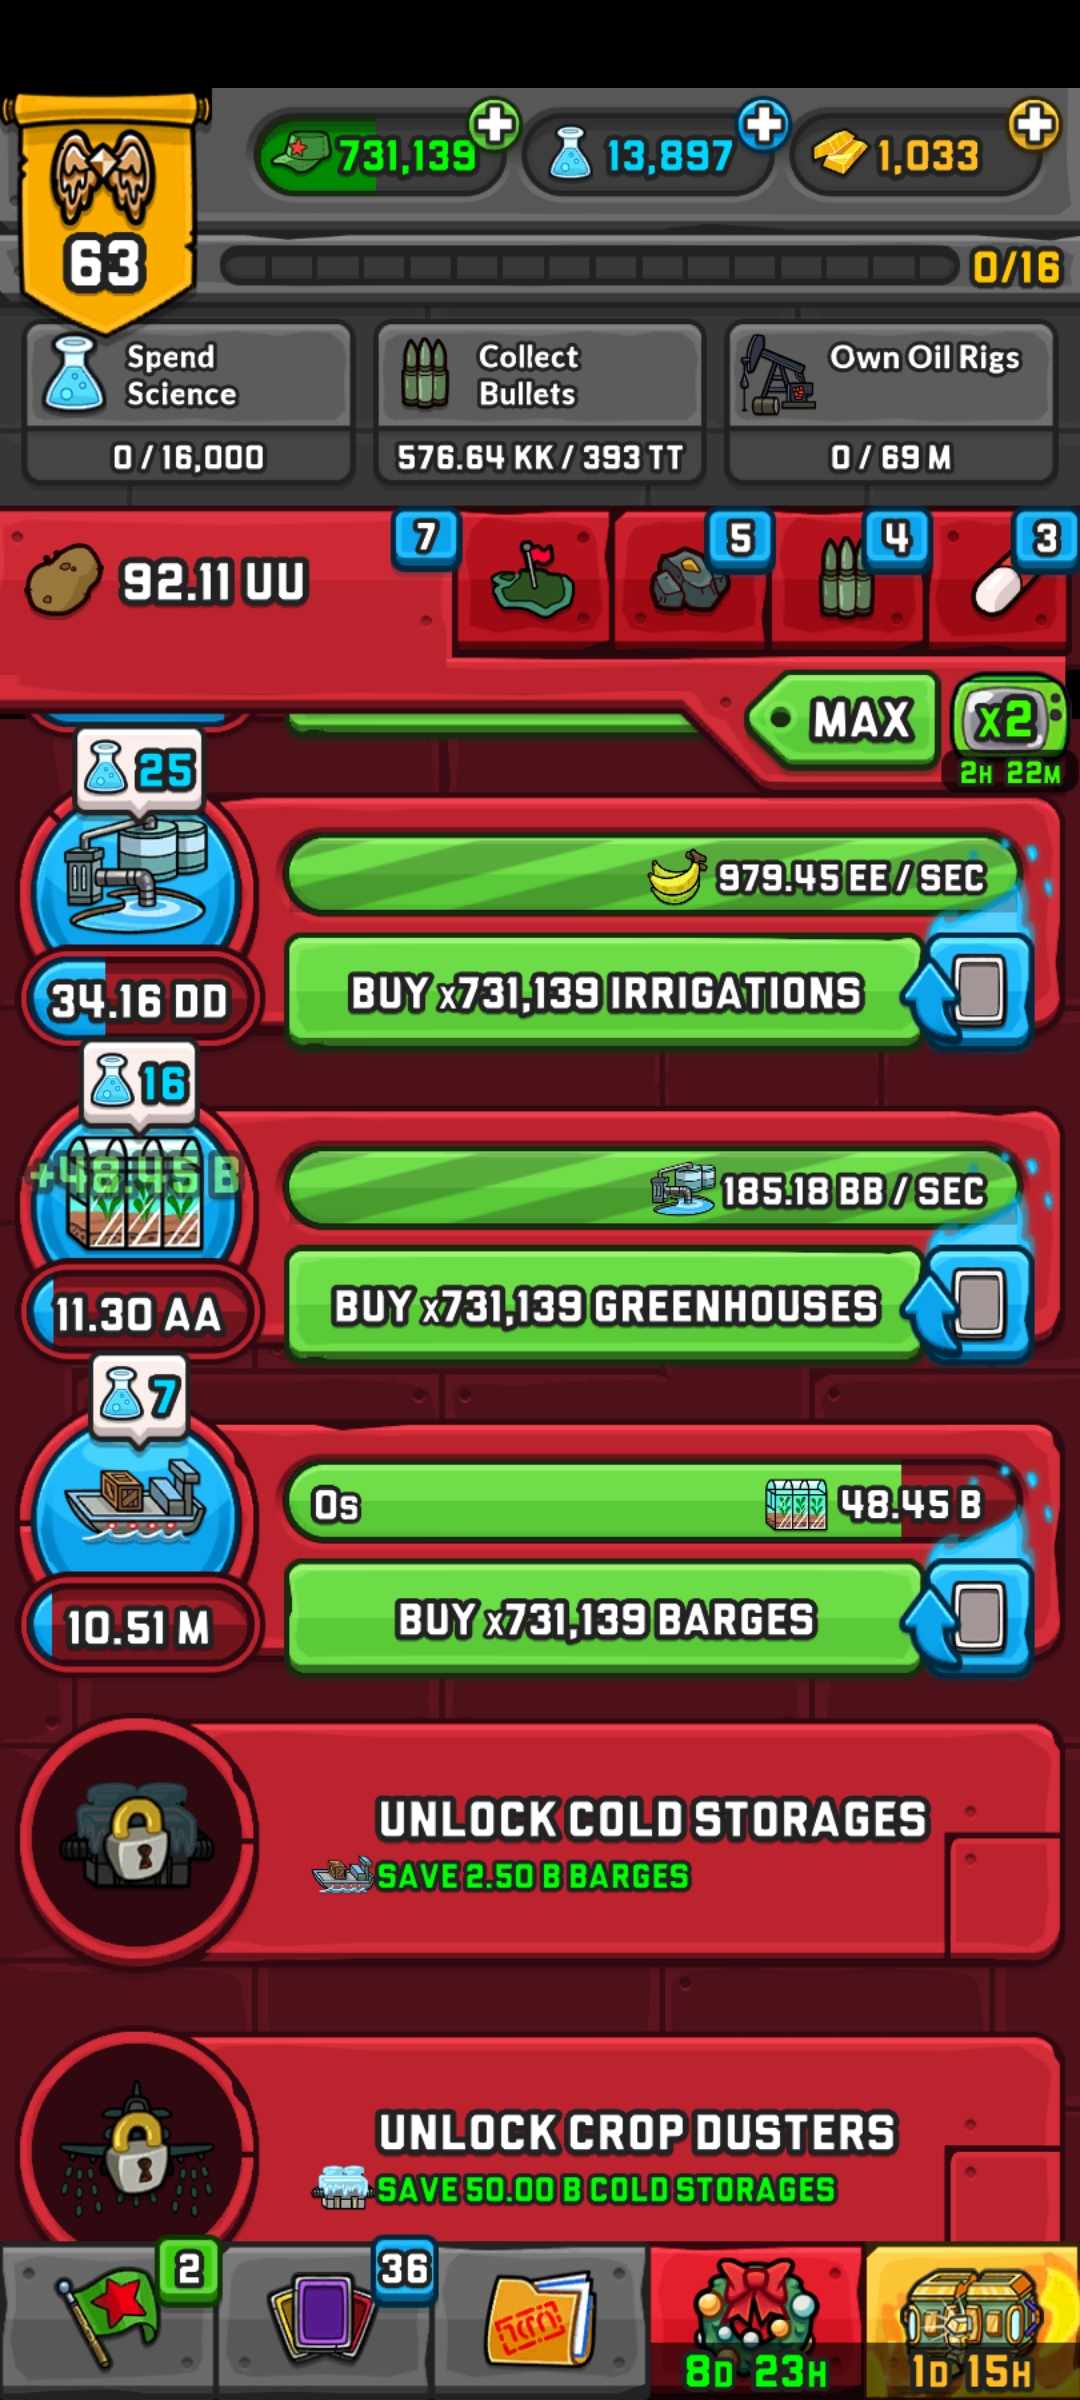 731,139
13,897
1,033
63
0/16
Spend
Science
0 / 16,000
Collect
Bullets
576.64 KK / 393 TT
Own Oil Rigs
0 / 69 M
92.11 UU
7
5
4
3
MAX
x2
2H 22M
25
979.45 EE / SEC
34.16 DD
BUY x731,139 IRRIGATIONS
16
+48.45 B
185.18 BB / SEC
11.30 AA
BUY x731,139 GREENHOUSES
7
0s
48.45 B
10.51 M
BUY x731,139 BARGES
UNLOCK COLD STORAGES
SAVE 2.50 B BARGES
UNLOCK CROP DUSTERS
SAVE 50.00 B COLD STORAGES
2
36
8D 23H
1D 15H